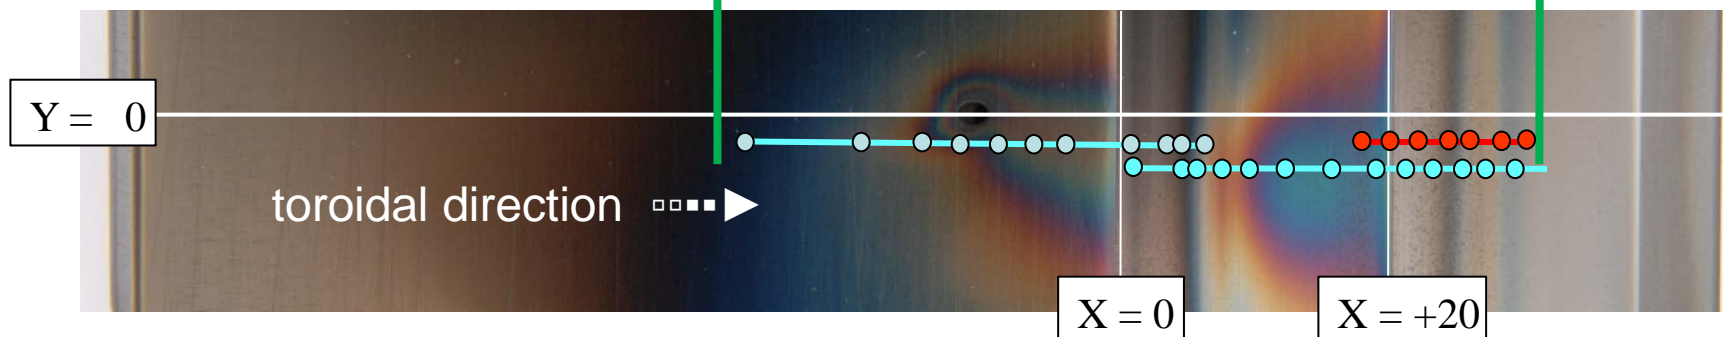 Y = 0
toroidal direction
X = 0
X = +20